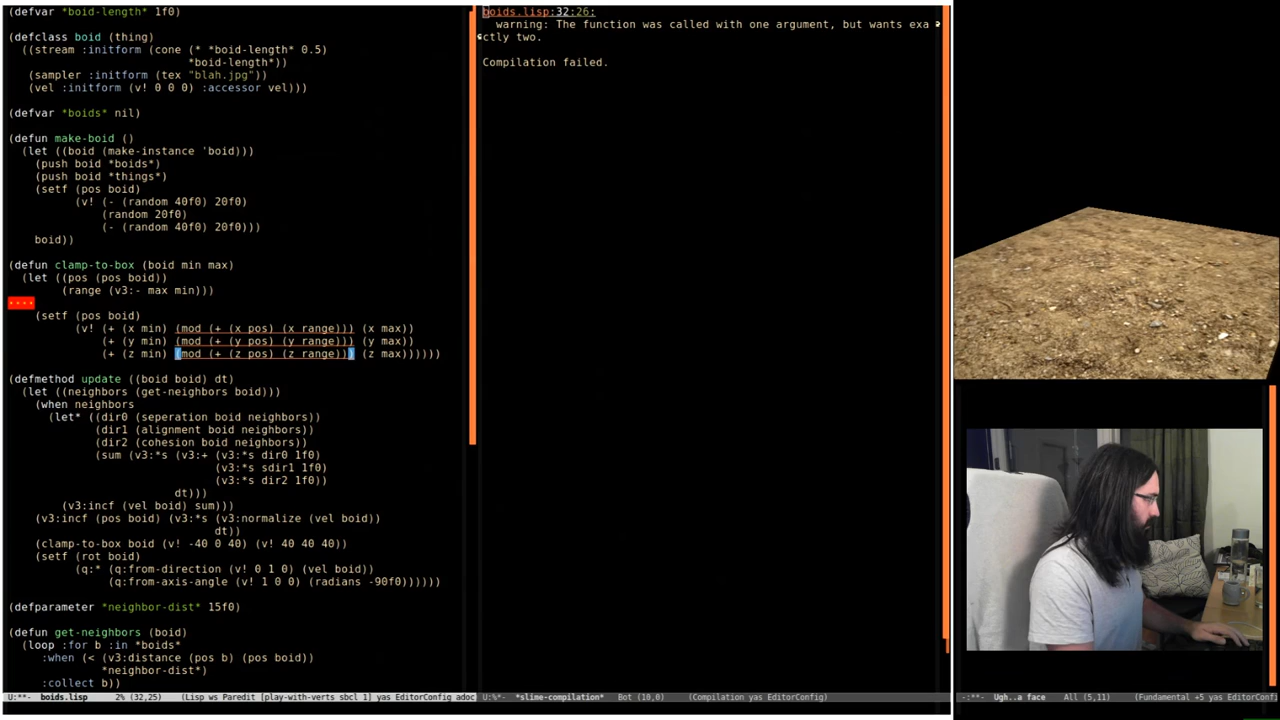 (defvar *boid-length* 1f0)
(defclass boid (thing)
((stream :initform (cone (* *boid-length* 0.5)
*boid-length*))
(sampler :initform (tex "blah.jpg"))
(vel :initform (v! 0 0 0) :accessor vel)))
(defvar *boids* nil)
(defun make-boid ()
(let ((boid (make-instance 'boid)))
(push boid *boids*)
(push boid *things*)
(setf (pos boid)
(v! (- (random 40f0) 20f0)
(random 20f0)
(- (random 40f0) 20f0)))
boid))
(defun clamp-to-box (boid min max)
(let ((pos (pos boid))
(range (v3:- max min)))
....
(setf (pos boid)
(v! (+ (x min) (mod (+ (x pos) (x range))) (x max))
(+ (y min) (mod (+ (y pos) (y range))) (y max))
(+ (z min) (mod (+ (z pos) (z range))) (z max))))))
(defmethod update ((boid boid) dt)
(let ((neighbors (get-neighbors boid)))
(when neighbors
(let* ((dir0 (seperation boid neighbors))
(dir1 (alignment boid neighbors))
(dir2 (cohesion boid neighbors))
(sum (v3:*s (v3:+ (v3:*s dir0 1f0)
(v3:*s sdir1 1f0)
(v3:*s dir2 1f0))
dt)))
(v3:incf (vel boid) sum)))
(v3:incf (pos boid) (v3:*s (v3:normalize (vel boid))
dt))
(clamp-to-box boid (v! -40 0 40) (v! 40 40 40))
(setf (rot boid)
(q:* (q:from-direction (v! 0 1 0) (vel boid))
(q:from-axis-angle (v! 1 0 0) (radians -90f0))))))
(defparameter *neighbor-dist* 15f0)
(defun get-neighbors (boid)
(loop :for b :in *boids*
:when (< (v3:distance (pos b) (pos boid))
*neighbor-dist*)
:collect b))
U:**- boids.lisp 2% (32,25) (Lisp ws Paredit [play-with-verts sbcl 1] yas EditorConfig adoc
boids.lisp:32:26:
warning: The function was called with one argument, but wants exa
ctly two.
Compilation failed.
U:%*- *slime-compilation* Bot (10,0) (Compilation yas EditorConfig)
-:**- Ugh..a face All (5,11) (Fundamental +5 yas EditorConfi